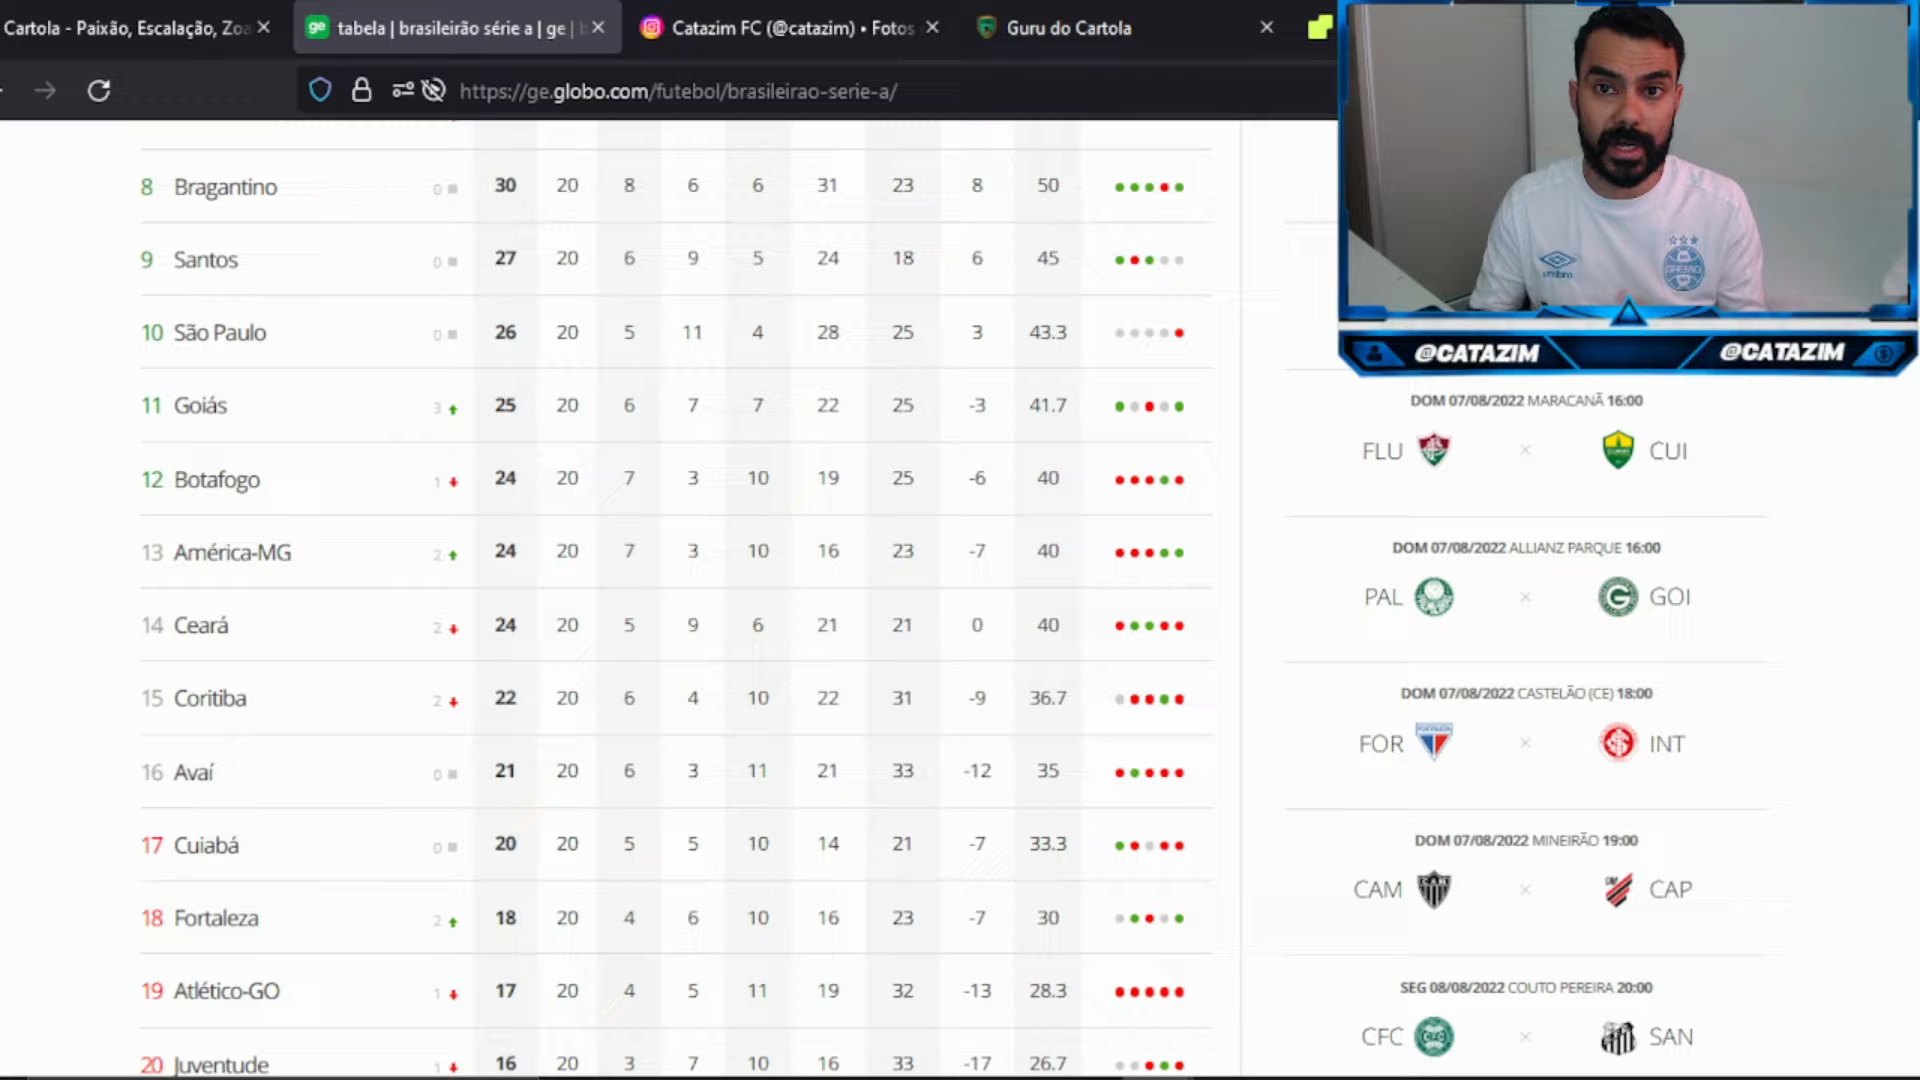 Cartola - Paixão, Escalação, Zoa
ge tabela | brasileirão série a | ge | b
Catazim FC (@catazim) • Fotos
Guru do Cartola
https://ge.globo.com/futebol/brasileirao-serie-a/
8 Bragantino 0 30 20 8 6 6 31 23 8 50
9 Santos 0 27 20 6 9 5 24 18 6 45
10 São Paulo 0 26 20 5 11 4 28 25 3 43.3
11 Goiás 3 25 20 6 7 7 22 25 -3 41.7
12 Botafogo 1 24 20 7 3 10 19 25 -6 40
13 América-MG 2 24 20 7 3 10 16 23 -7 40
14 Ceará 2 24 20 5 9 6 21 21 0 40
15 Coritiba 2 22 20 6 4 10 22 31 -9 36.7
16 Avaí 0 21 20 6 3 11 21 33 -12 35
17 Cuiabá 0 20 20 5 5 10 14 21 -7 33.3
18 Fortaleza 2 18 20 4 6 10 16 23 -7 30
19 Atlético-GO 1 17 20 4 5 11 19 32 -13 28.3
20 Juventude 1 16 20 3 7 10 16 33 -17 26.7
umbro
GRÊMIO
@CATAZIM
@CATAZIM
DOM 07/08/2022 MARACANÃ 16:00
FLU × CUI
DOM 07/08/2022 ALLIANZ PARQUE 16:00
PAL × GOI
DOM 07/08/2022 CASTELÃO (CE) 18:00
FOR × INT
DOM 07/08/2022 MINEIRÃO 19:00
CAM × CAP
SEG 08/08/2022 COUTO PEREIRA 20:00
CFC × SAN